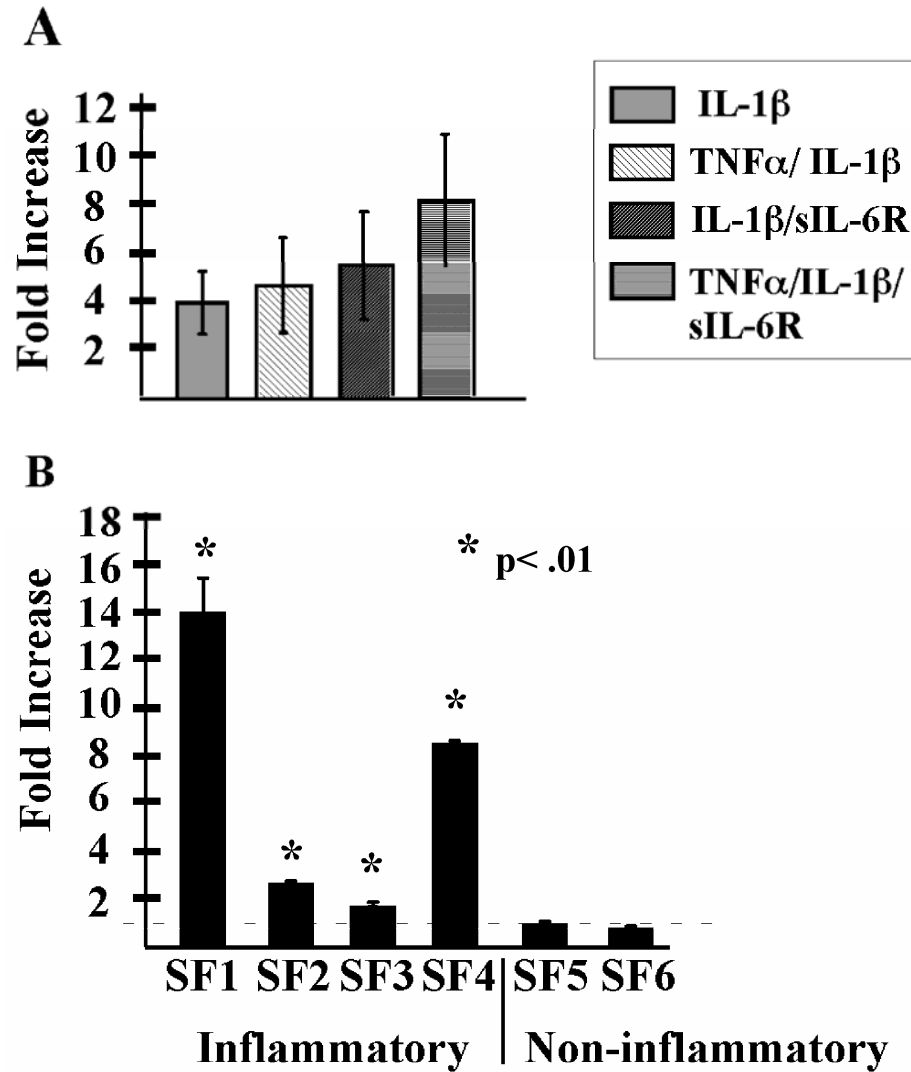 A
Fold Increase
12
10
8
6
4
2
IL-1β
TNFα/ IL-1β
IL-1β/sIL-6R
TNFα/IL-1β/
sIL-6R
B
Fold Increase
18
16
14
12
10
8
6
4
2
*
*
*
*
* p< .01
SF1 SF2 SF3 SF4 SF5 SF6
Inflammatory Non-inflammatory